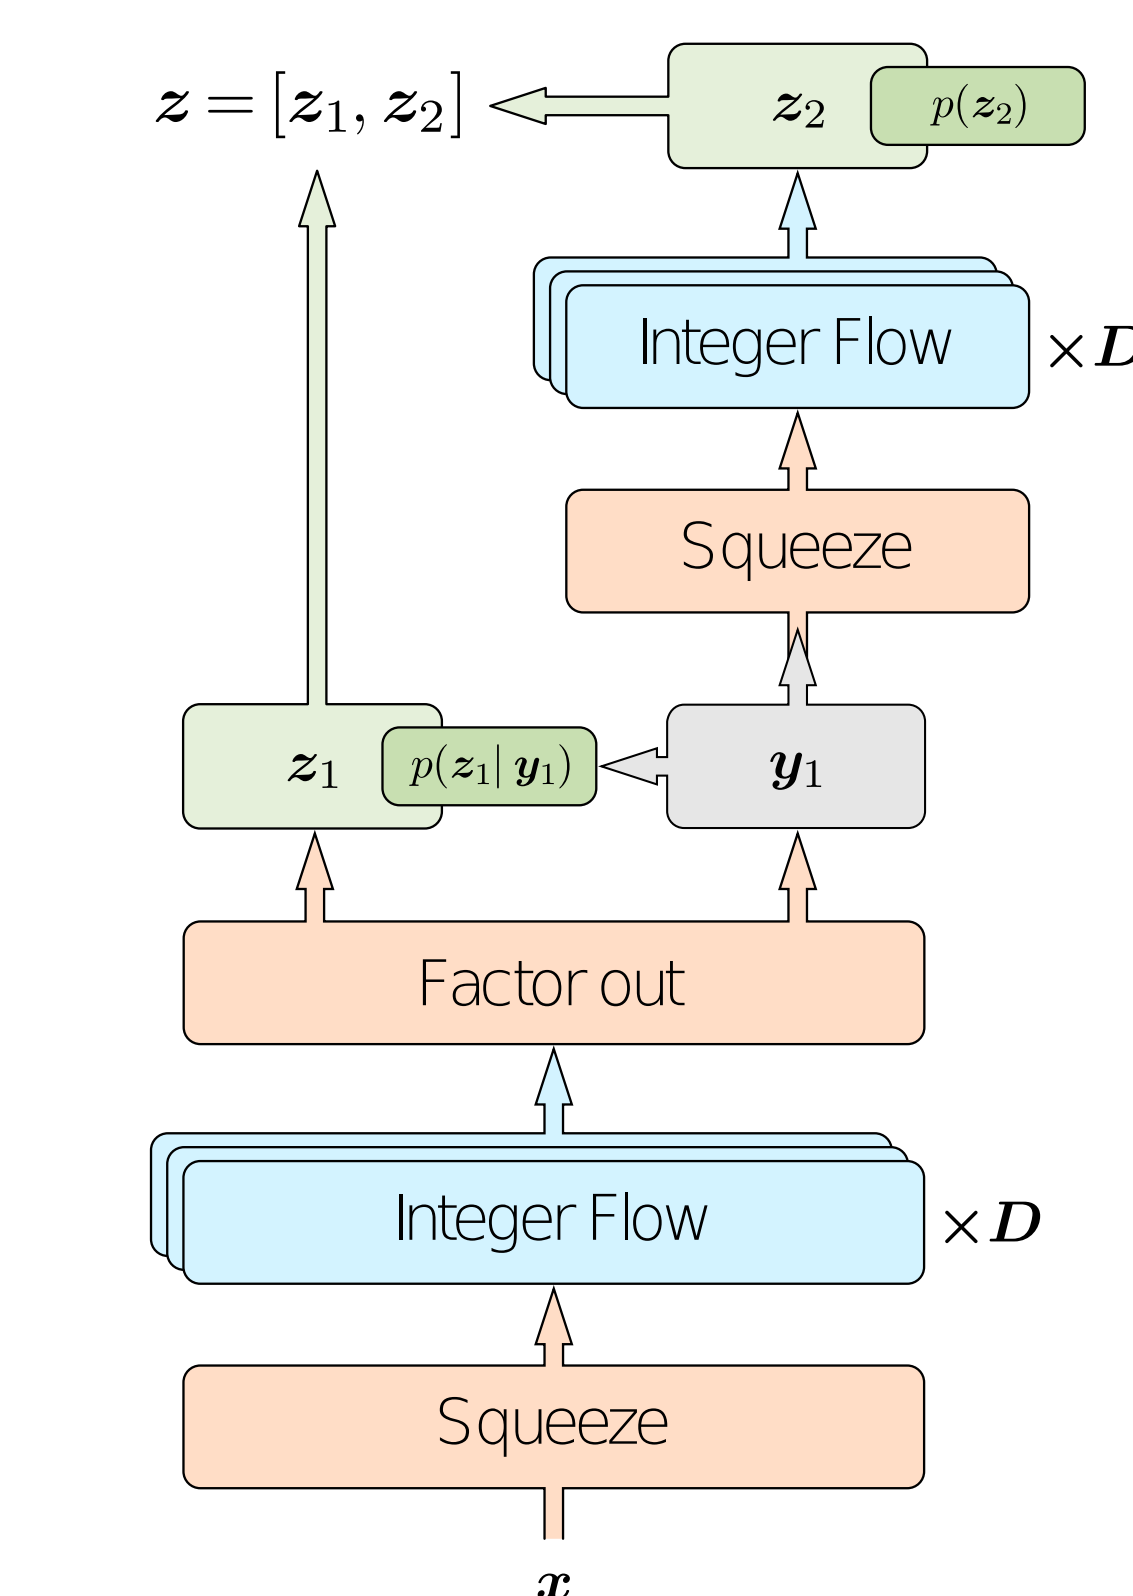 z = [z₁, z₂]
z₂
p(z₂)
Integer Flow
×D
Squeeze
z₁
p(z₁| y₁)
y₁
Factor out
Integer Flow
×D
Squeeze
x